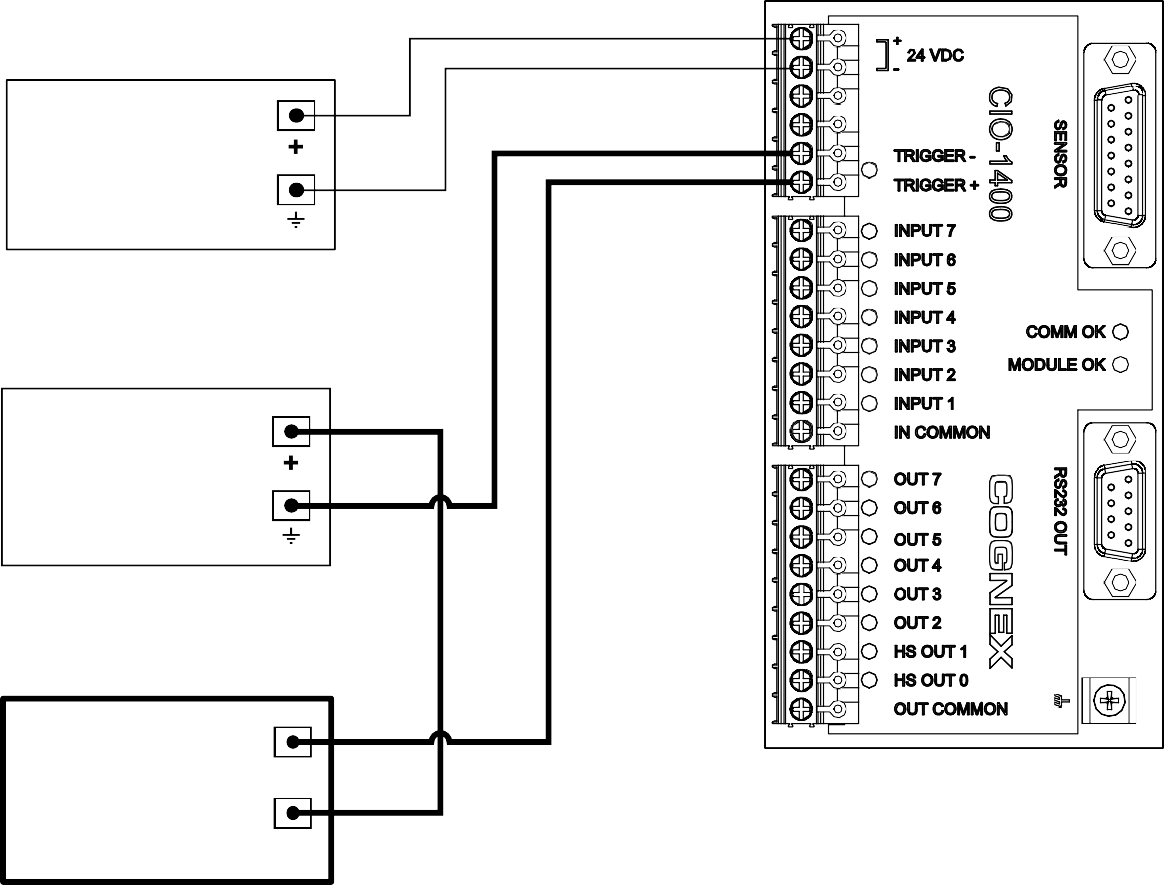 +
24 VDC
-
TRIGGER -
TRIGGER +
CIO-1400
SENSOR
+
INPUT 7
INPUT 6
INPUT 5
INPUT 4
INPUT 3
INPUT 2
INPUT 1
IN COMMON
COMM OK
MODULE OK
+
OUT 7
OUT 6
OUT 5
OUT 4
OUT 3
OUT 2
HS OUT 1
HS OUT 0
OUT COMMON
COGNEX
RS232 OUT